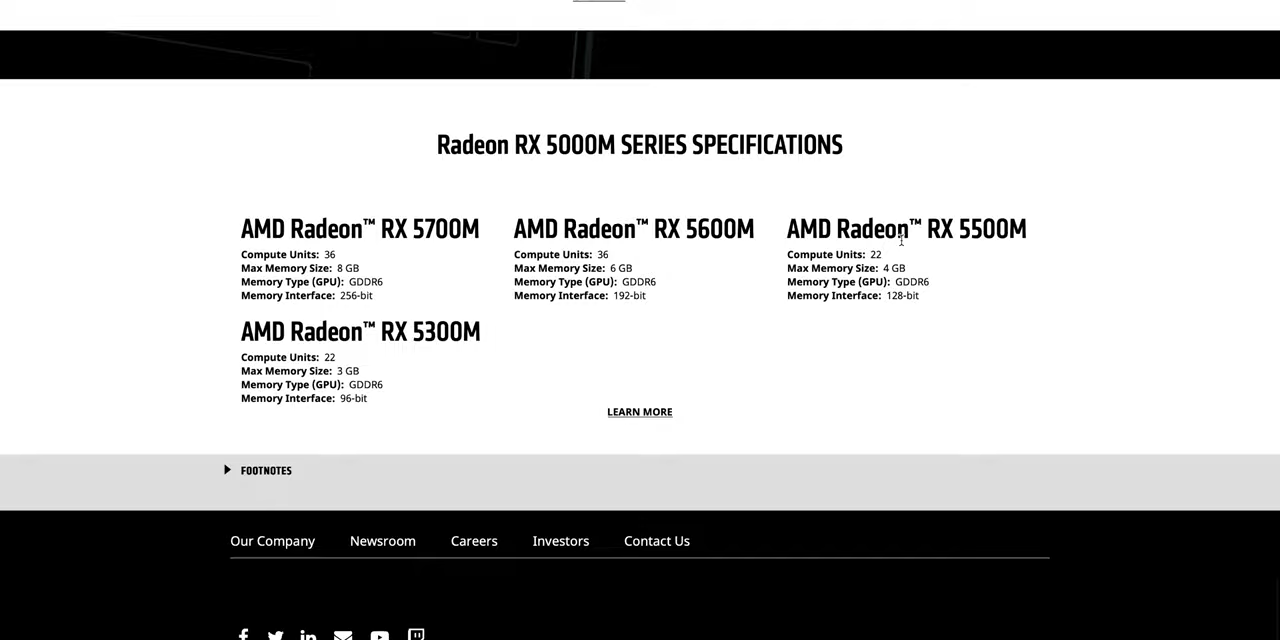 Radeon RX 5000M SERIES SPECIFICATIONS
AMD Radeon™ RX 5700M
Compute Units: 36
Max Memory Size: 8 GB
Memory Type (GPU): GDDR6
Memory Interface: 256-bit
AMD Radeon™ RX 5600M
Compute Units: 36
Max Memory Size: 6 GB
Memory Type (GPU): GDDR6
Memory Interface: 192-bit
AMD Radeon™ RX 5500M
Compute Units: 22
Max Memory Size: 4 GB
Memory Type (GPU): GDDR6
Memory Interface: 128-bit
AMD Radeon™ RX 5300M
Compute Units: 22
Max Memory Size: 3 GB
Memory Type (GPU): GDDR6
Memory Interface: 96-bit
LEARN MORE
FOOTNOTES
Our Company Newsroom Careers Investors Contact Us